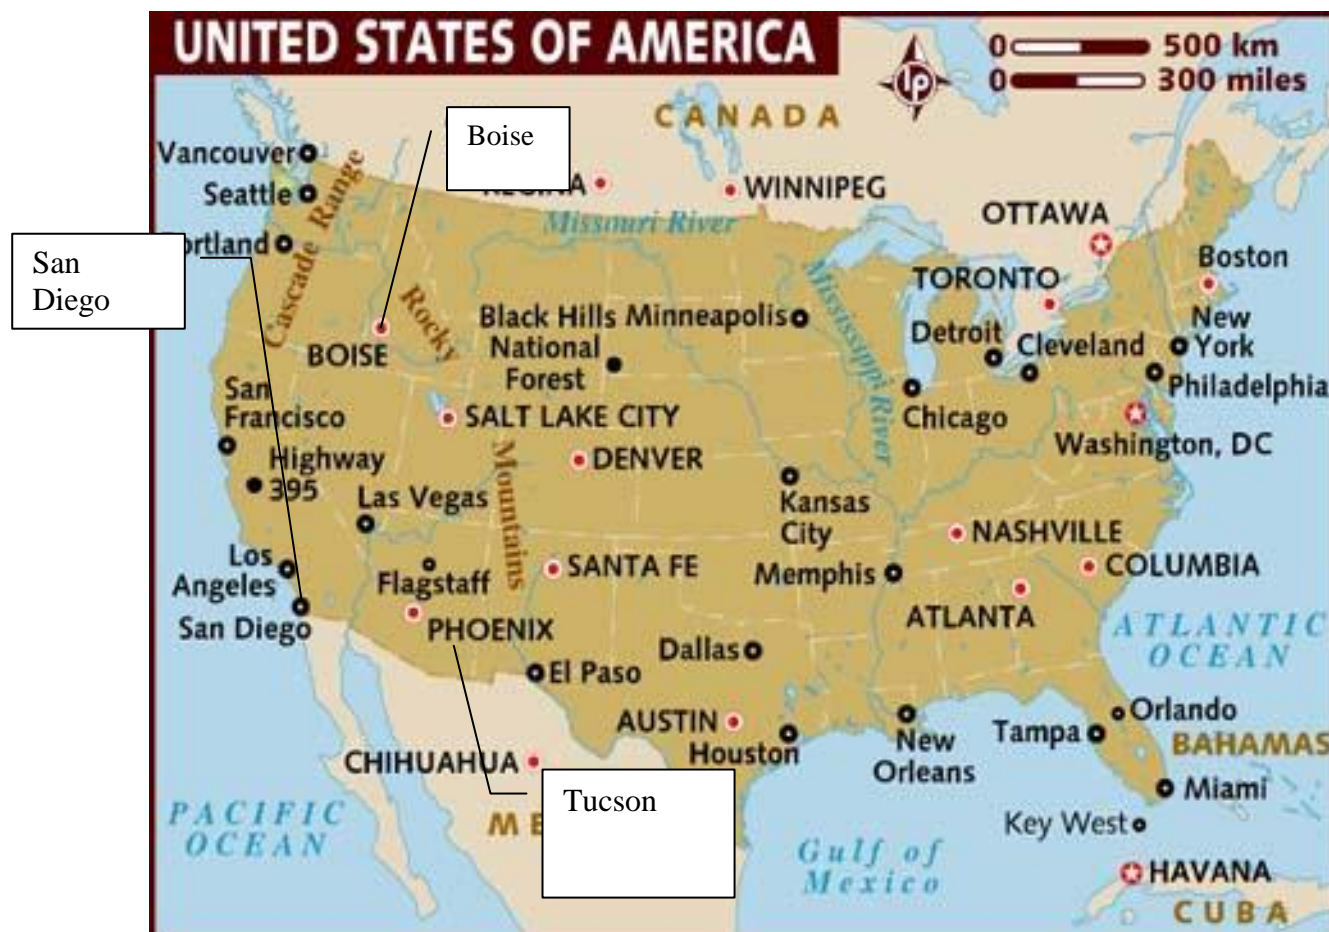 UNITED STATES OF AMERICA
0 500 km
0 300 miles
lp
CANADA
Boise
Vancouver
Seattle
WINNIPEG
Missouri River
OTTAWA
Cascade Range
San
Diego
TORONTO
Boston
Mississippi River
Rocky
Mountains
BOISE
Black Hills
National
Forest
Minneapolis
Detroit
Cleveland
New
York
Philadelphia
San
Francisco
SALT LAKE CITY
Chicago
Washington, DC
Highway
395
DENVER
Las Vegas
Kansas
City
NASHVILLE
Los
Angeles
Flagstaff
SANTA FE
Memphis
COLUMBIA
San Diego
PHOENIX
ATLANTA
ATLANTIC
OCEAN
Dallas
El Paso
AUSTIN
Houston
New
Orleans
Tampa
Orlando
BAHAMAS
CHIHUAHUA
Tucson
Miami
PACIFIC
OCEAN
Key West
Gulf of
Mexico
HAVANA
CUBA